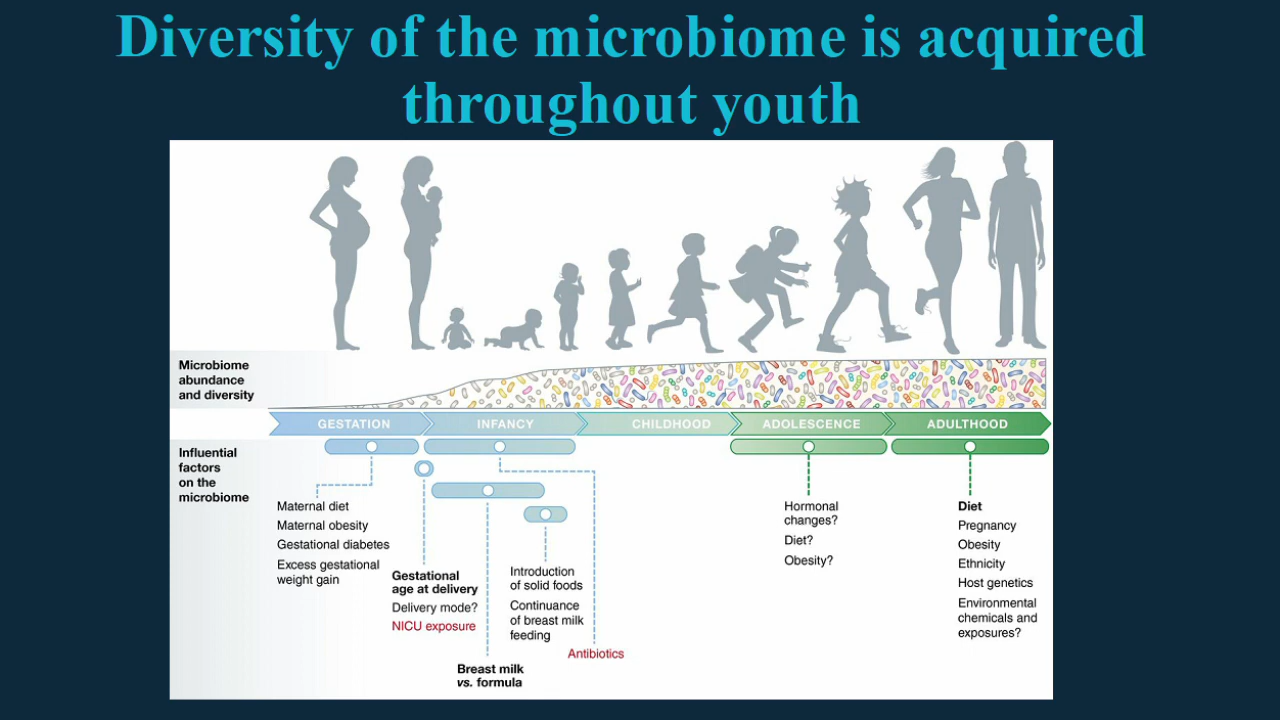 Diversity of the microbiome is acquired
throughout youth
Microbiome
abundance
and diversity
GESTATION
INFANCY
CHILDHOOD
ADOLESCENCE
ADULTHOOD
Influential
factors
on the
microbiome
Maternal diet
Maternal obesity
Gestational diabetes
Excess gestational
weight gain
Gestational
age at delivery
Delivery mode?
NICU exposure
Breast milk
vs. formula
Introduction
of solid foods
Continuance
of breast milk
feeding
Antibiotics
Hormonal
changes?
Diet?
Obesity?
Diet
Pregnancy
Obesity
Ethnicity
Host genetics
Environmental
chemicals and
exposures?